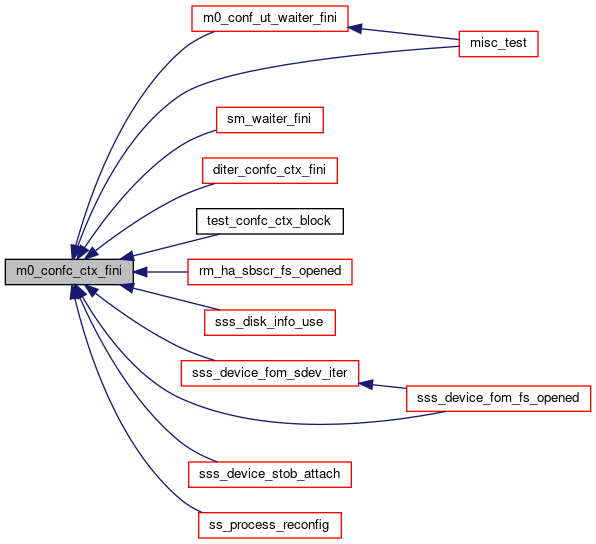 m0_conf_ut_waiter_fini
misc_test
sm_waiter_fini
diter_confc_ctx_fini
test_confc_ctx_block
m0_confc_ctx_fini
rm_ha_sbscr_fs_opened
sss_disk_info_use
sss_device_fom_sdev_iter
sss_device_fom_fs_opened
sss_device_stob_attach
ss_process_reconfig